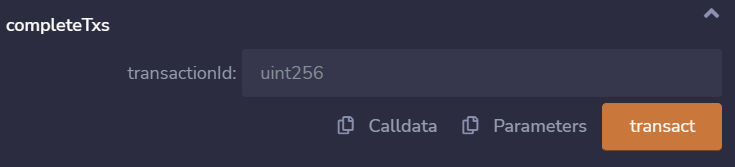 completeTxs
transactionId: uint256
Calldata Parameters transact